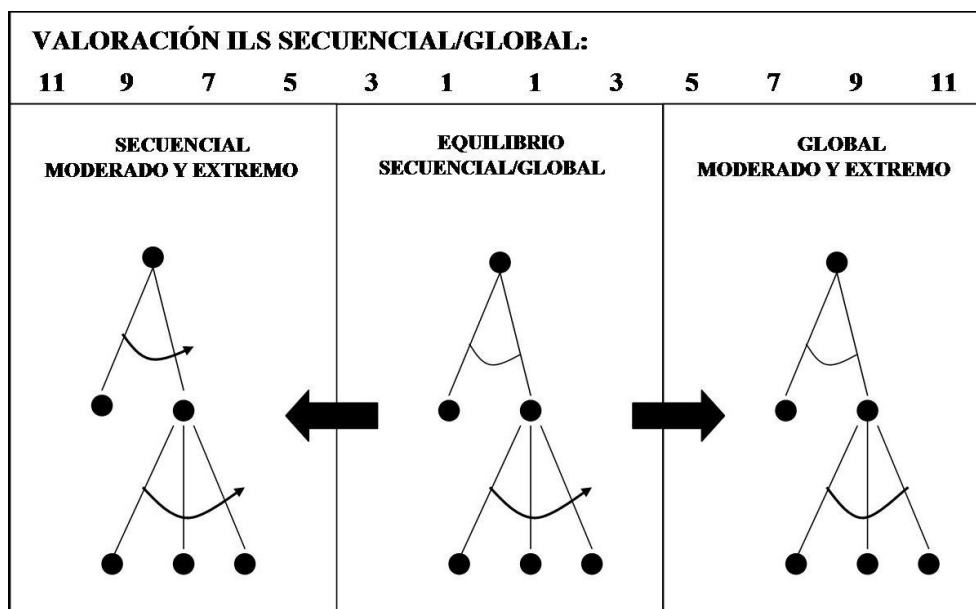 VALORACIÓN ILS SECUENCIAL/GLOBAL:
11 9 7 5 3 1 1 3 5 7 9 11
SECUENCIAL
MODERADO Y EXTREMO
EQUILIBRIO
SECUENCIAL/GLOBAL
GLOBAL
MODERADO Y EXTREMO